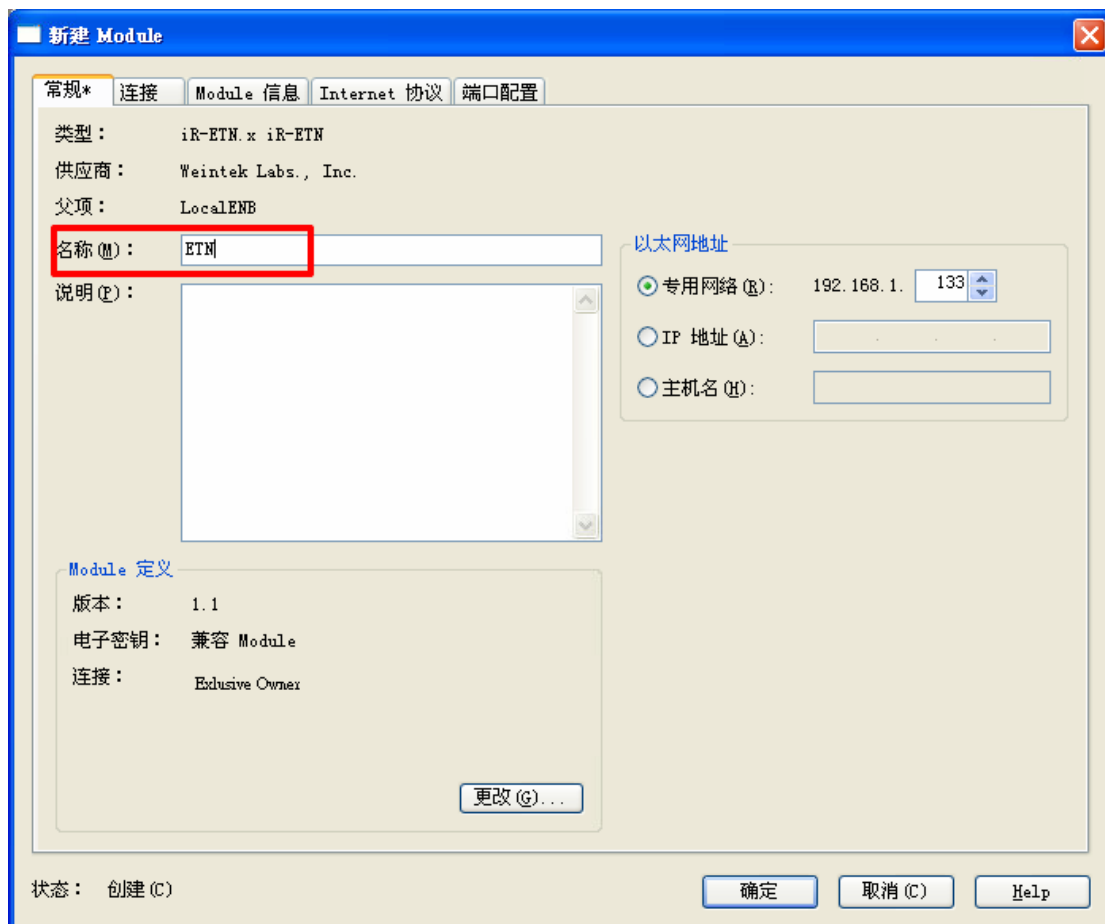 新建 Module
常规* 连接 Module 信息 Internet 协议 端口配置
类型： iR-ETN.x iR-ETN
供应商： Weintek Labs., Inc.
父项： LocalENB
名称(M)： ETN
说明(P)：
以太网地址
专用网络(R): 192.168.1. 133
IP 地址(A):
主机名(H):
Module 定义
版本： 1.1
电子密钥： 兼容 Module
连接： Exlusive Owner
更改(G)...
状态： 创建(C)
确定 取消(C) Help